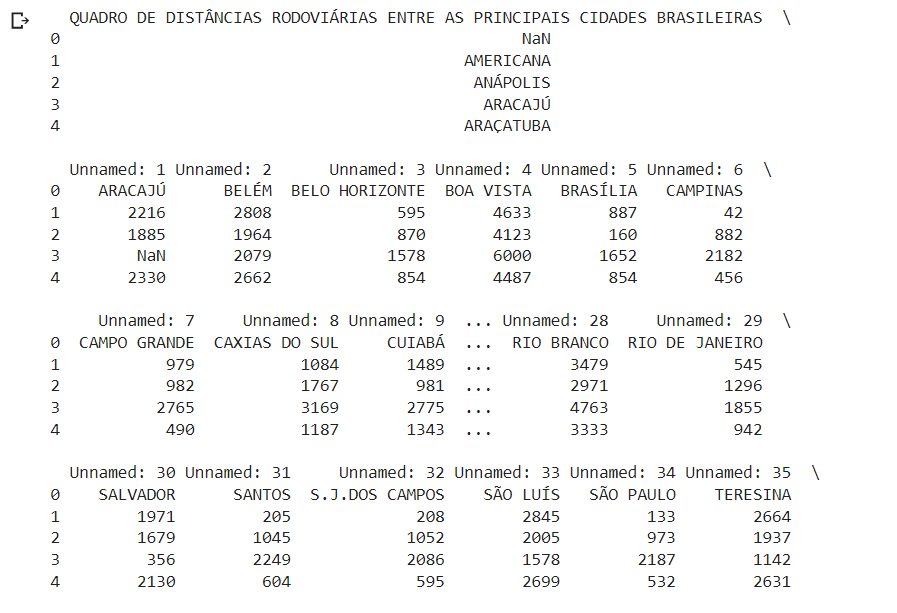 QUADRO DE DISTÂNCIAS RODOVIÁRIAS ENTRE AS PRINCIPAIS CIDADES BRASILEIRAS \
0 NaN
1 AMERICANA
2 ANÁPOLIS
3 ARACAJÚ
4 ARAÇATUBA
Unnamed: 1 Unnamed: 2 Unnamed: 3 Unnamed: 4 Unnamed: 5 Unnamed: 6 \
0 ARACAJÚ BELÉM BELO HORIZONTE BOA VISTA BRASÍLIA CAMPINAS
1 2216 2808 595 4633 887 42
2 1885 1964 870 4123 160 882
3 NaN 2079 1578 6000 1652 2182
4 2330 2662 854 4487 854 456
Unnamed: 7 Unnamed: 8 Unnamed: 9 ... Unnamed: 28 Unnamed: 29 \
0 CAMPO GRANDE CAXIAS DO SUL CUIABÁ ... RIO BRANCO RIO DE JANEIRO
1 979 1084 1489 ... 3479 545
2 982 1767 981 ... 2971 1296
3 2765 3169 2775 ... 4763 1855
4 490 1187 1343 ... 3333 942
Unnamed: 30 Unnamed: 31 Unnamed: 32 Unnamed: 33 Unnamed: 34 Unnamed: 35 \
0 SALVADOR SANTOS S.J.DOS CAMPOS SÃO LUÍS SÃO PAULO TERESINA
1 1971 205 208 2845 133 2664
2 1679 1045 1052 2005 973 1937
3 356 2249 2086 1578 2187 1142
4 2130 604 595 2699 532 2631